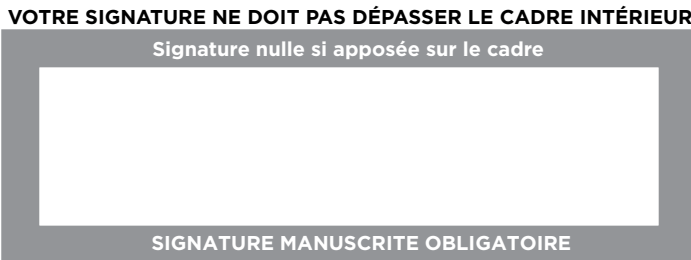 VOTRE SIGNATURE NE DOIT PAS DÉPASSER LE CADRE INTÉRIEUR
Signature nulle si apposée sur le cadre
SIGNATURE MANUSCRITE OBLIGATOIRE